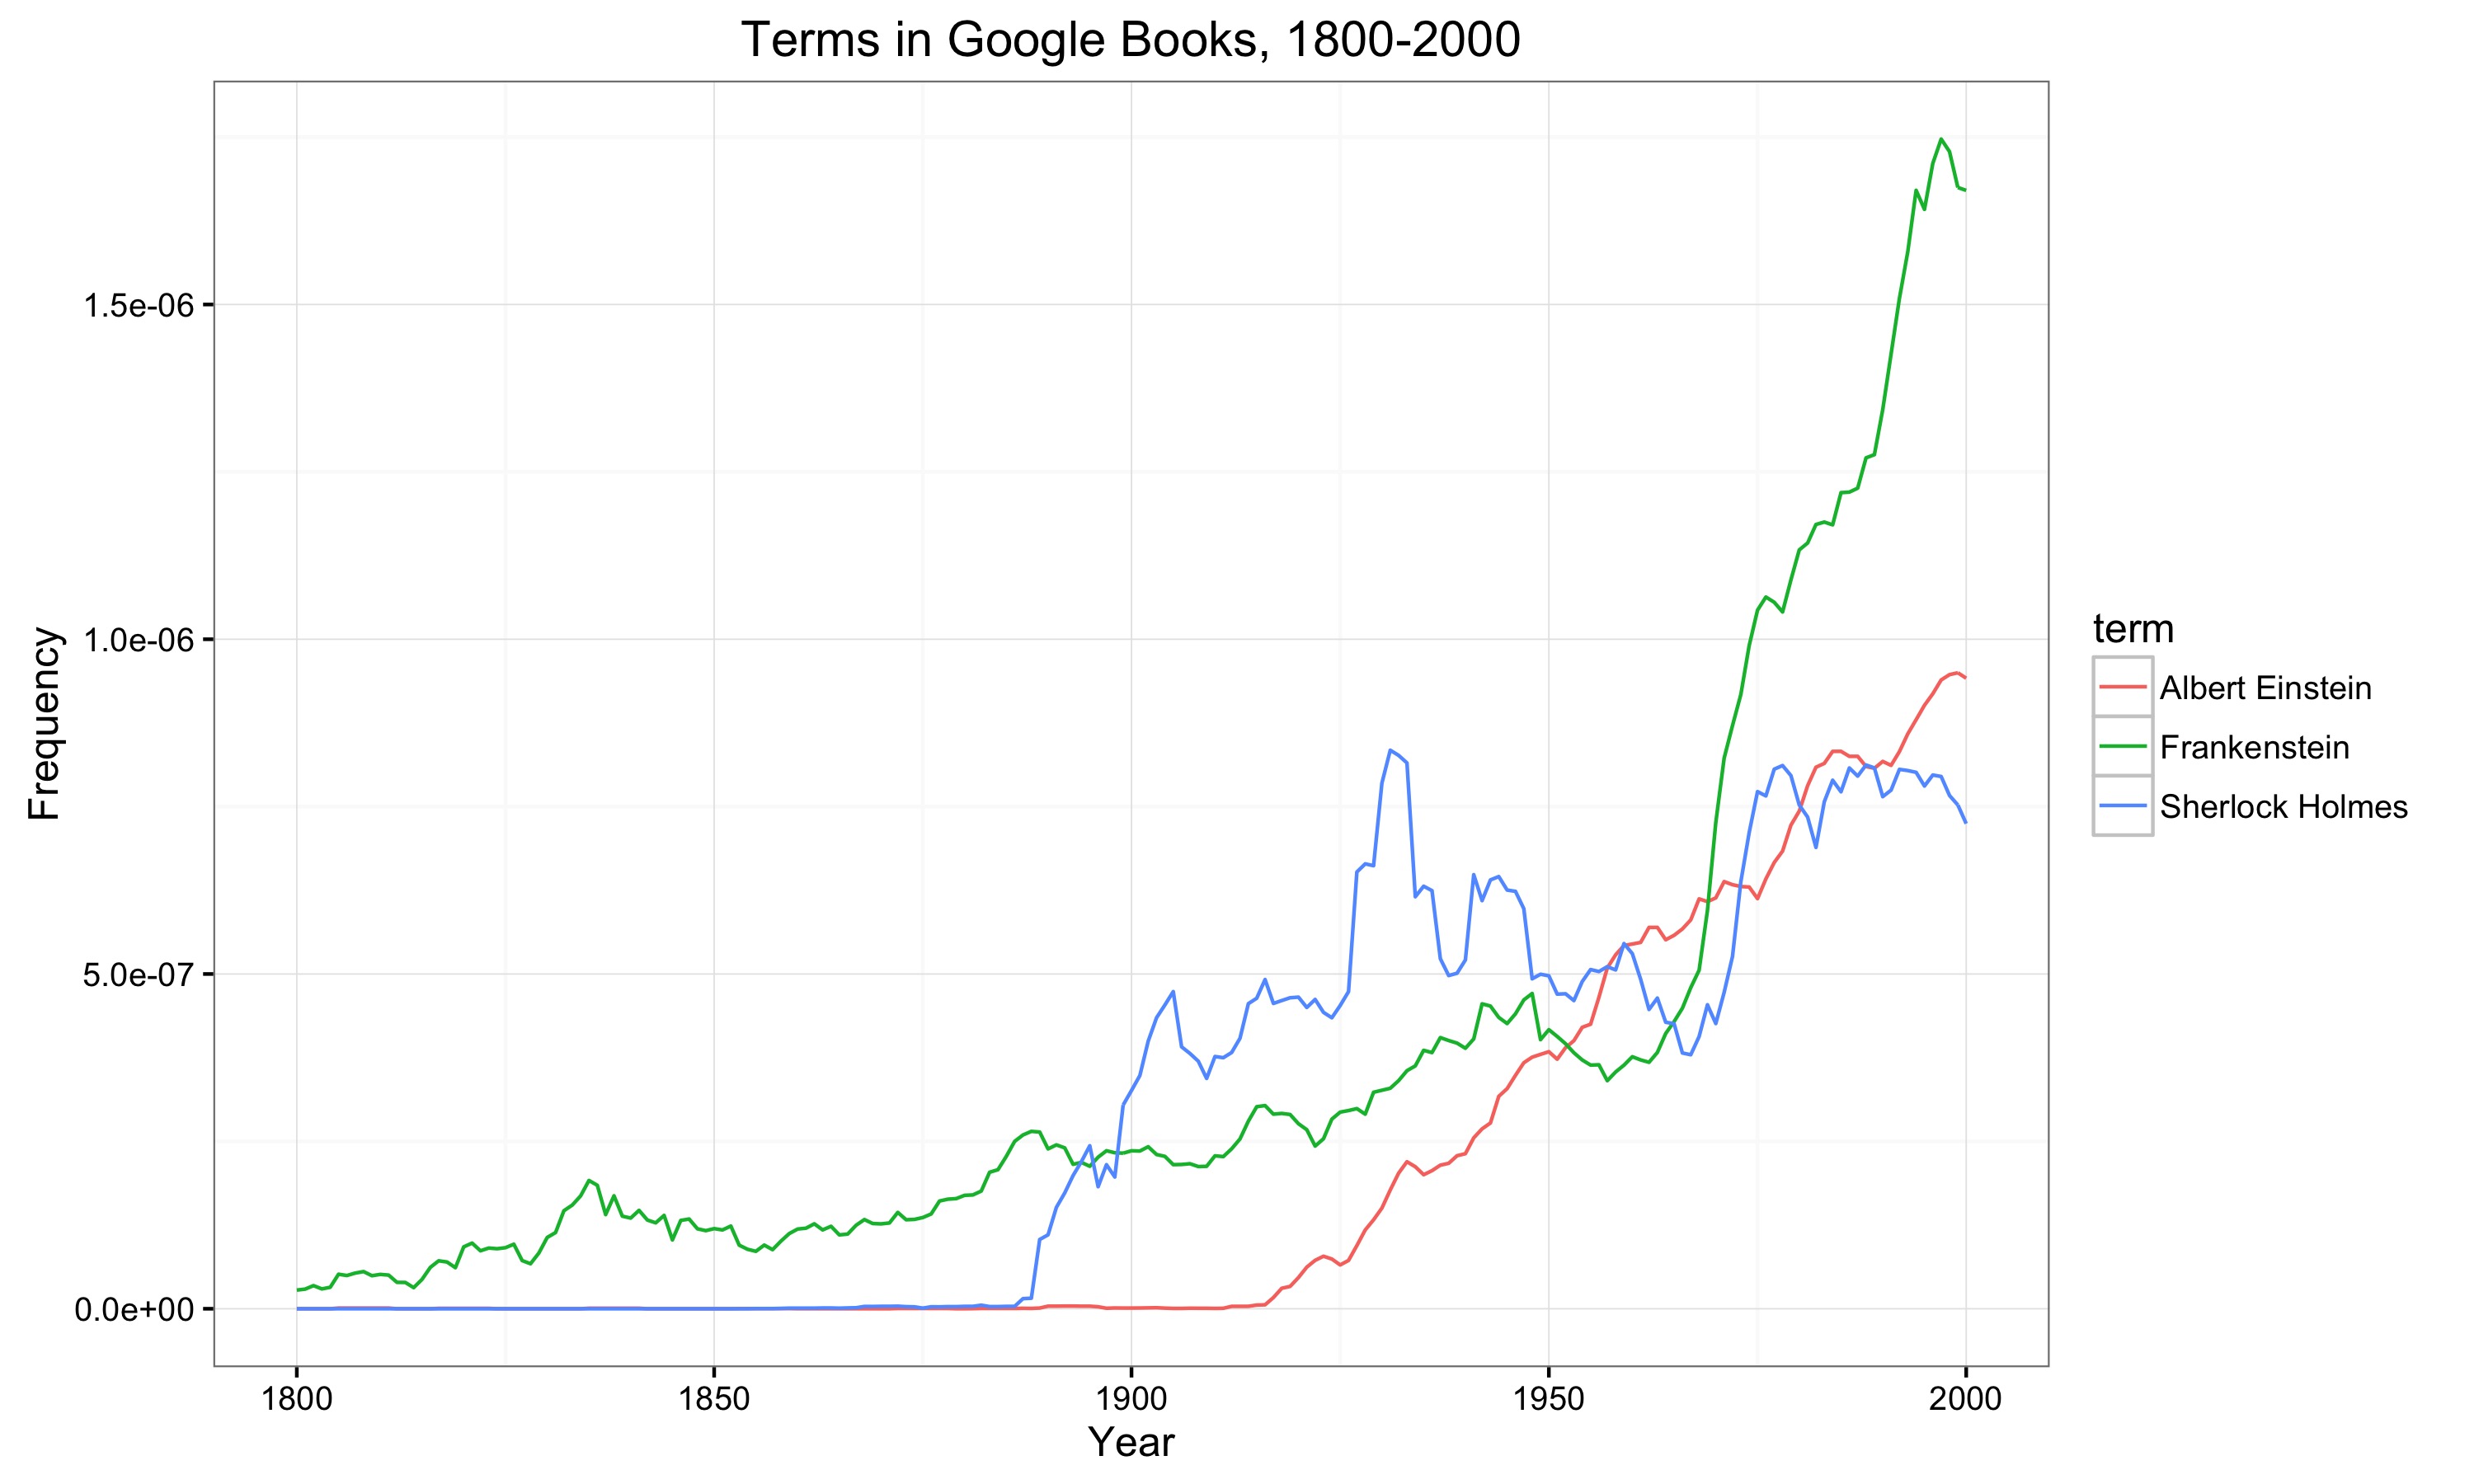 Terms in Google Books, 1800-2000
1.5e-06
1.0e-06
5.0e-07
0.0e+00
Frequency
1800 1850 1900 1950 2000
Year
term
Albert Einstein
Frankenstein
Sherlock Holmes